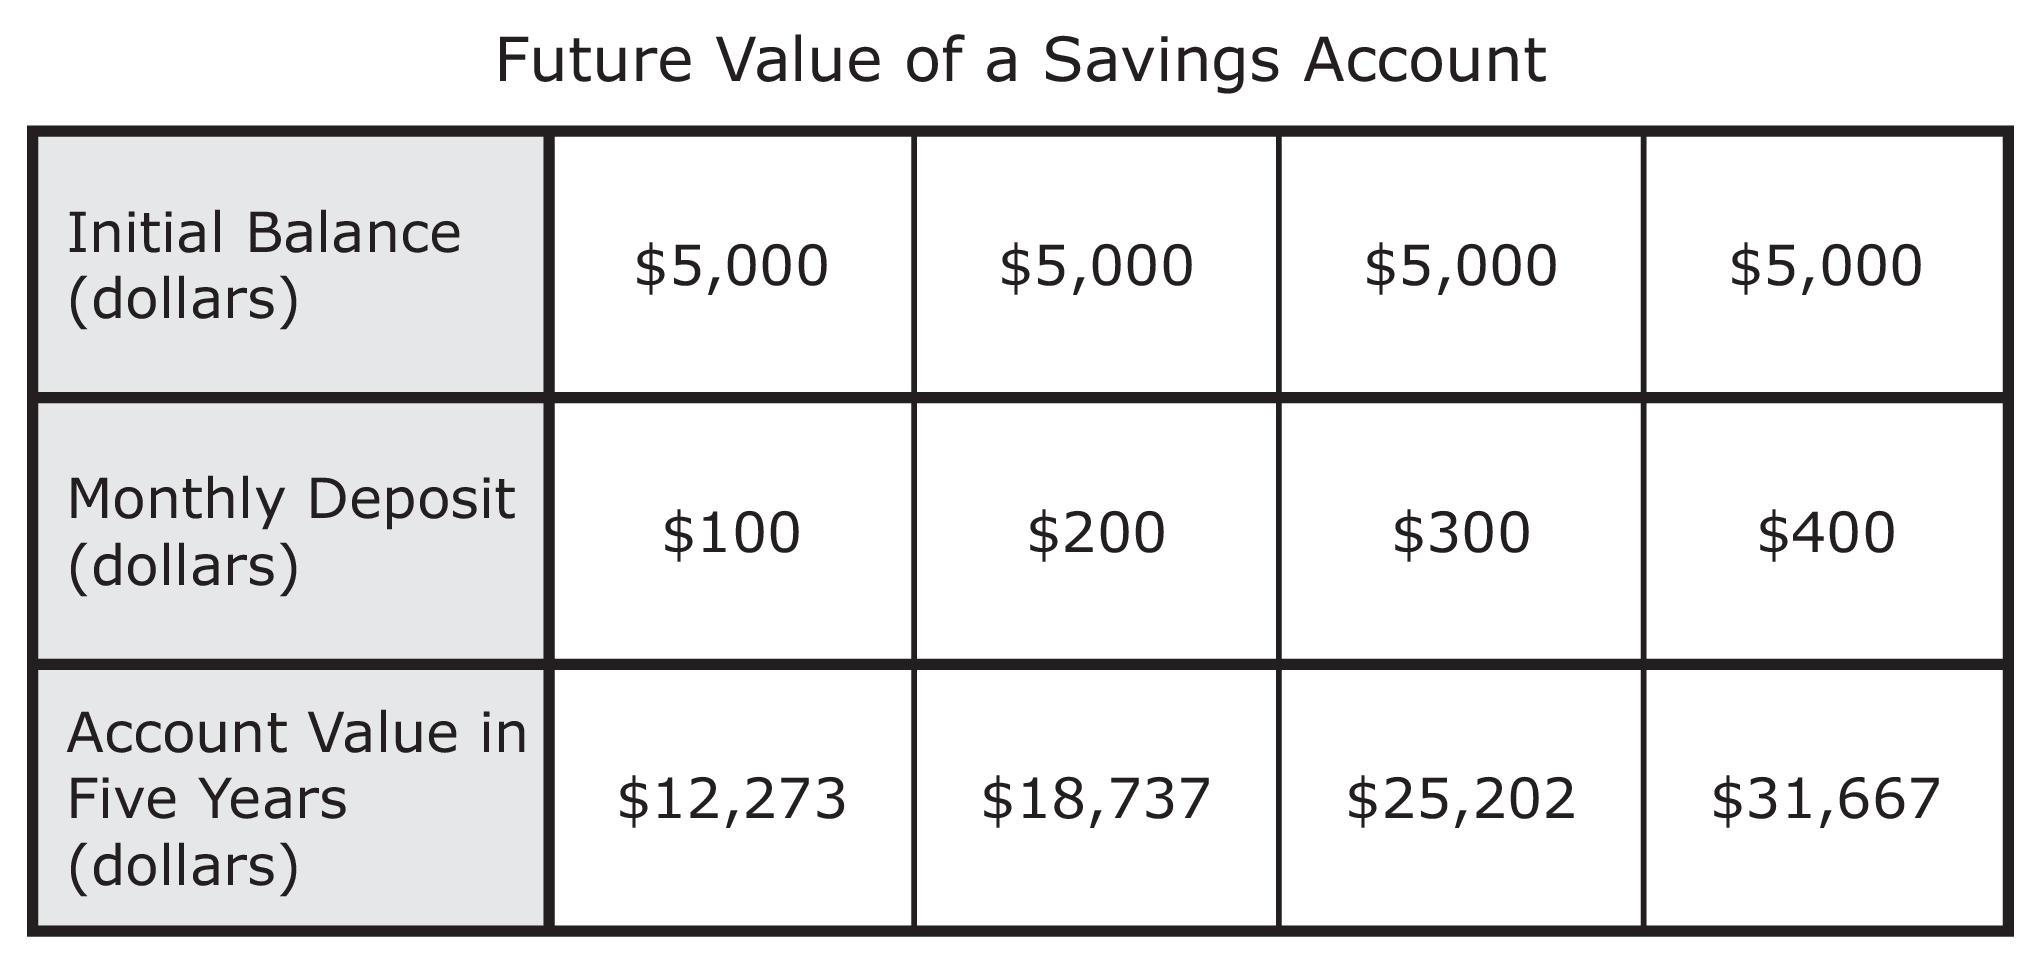 Future Value of a Savings Account
Initial Balance
(dollars)
$5,000
$5,000
$5,000
$5,000
Monthly Deposit
(dollars)
$100
$200
$300
$400
Account Value in
Five Years
(dollars)
$12,273
$18,737
$25,202
$31,667